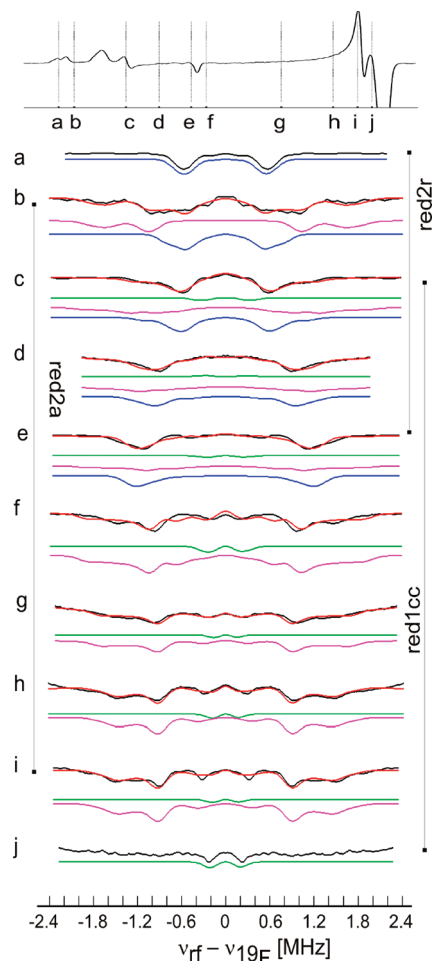 a b c d e f g h i j
a
red2r
b
c
d
red2a
e
f
g
red1cc
h
i
j
-2.4 -1.8 -1.2 -0.6 0 0.6 1.2 1.8 2.4
νrf – ν19F [MHz]